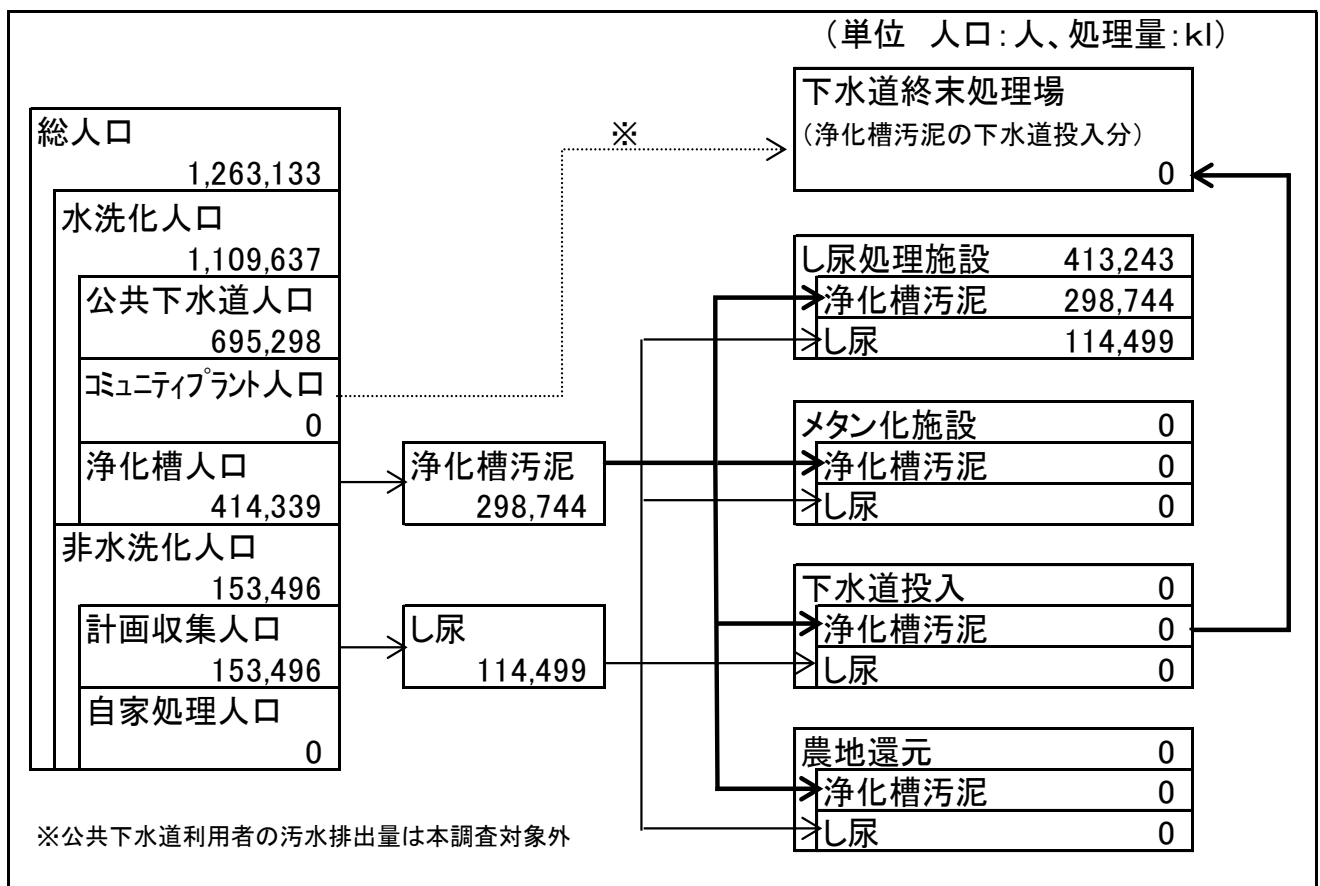 (単位 人口:人、処理量:kl)
総人口
1,263,133
水洗化人口
1,109,637
公共下水道人口
695,298
コミュニティプラント人口
0
浄化槽人口
414,339
非水洗化人口
153,496
計画収集人口
153,496
自家処理人口
0
※
浄化槽汚泥
298,744
し尿
114,499
下水道終末処理場
(浄化槽汚泥の下水道投入分)
0
し尿処理施設 413,243
浄化槽汚泥 298,744
し尿 114,499
メタン化施設 0
浄化槽汚泥 0
し尿 0
下水道投入 0
浄化槽汚泥 0
し尿 0
農地還元 0
浄化槽汚泥 0
し尿 0
※公共下水道利用者の汚水排出量は本調査対象外